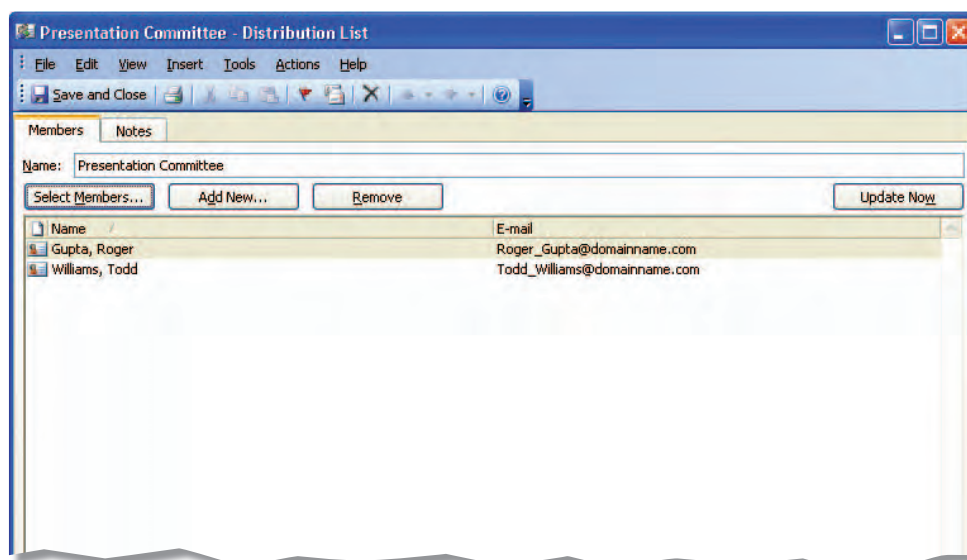 Presentation Committee - Distribution List
File Edit View Insert Tools Actions Help
Save and Close
Members Notes
Name: Presentation Committee
Select Members... Add New... Remove Update Now
Name E-mail
Gupta, Roger Roger_Gupta@domainname.com
Williams, Todd Todd_Williams@domainname.com